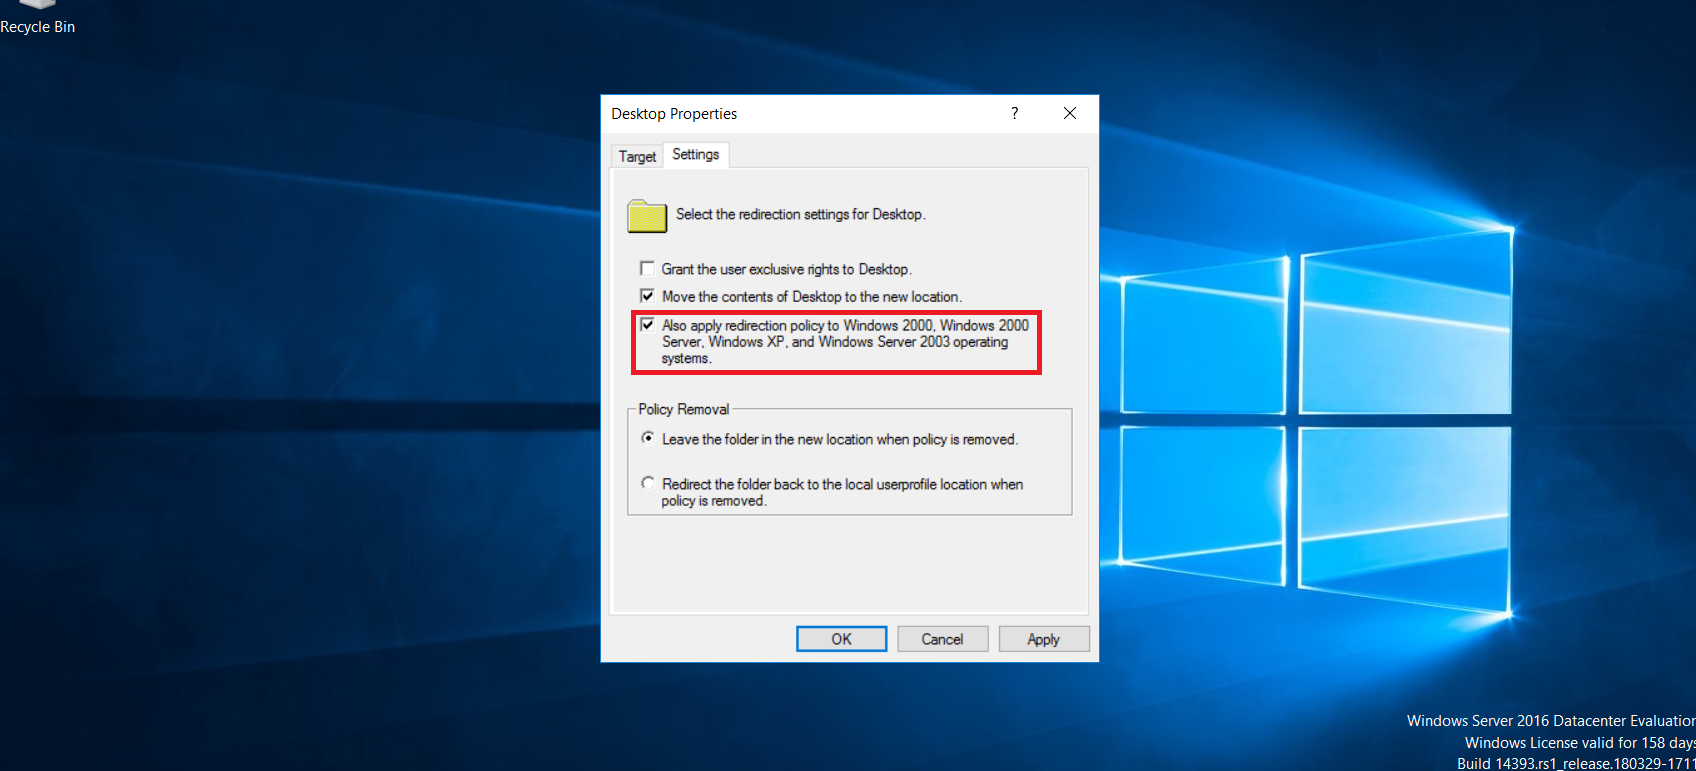 Recycle Bin
Desktop Properties
?
Target
Settings
Select the redirection settings for Desktop.
Grant the user exclusive rights to Desktop.
Move the contents of Desktop to the new location.
Also apply redirection policy to Windows 2000, Windows 2000
Server, Windows XP, and Windows Server 2003 operating
systems.
Policy Removal
Leave the folder in the new location when policy is removed.
Redirect the folder back to the local userprofile location when
policy is removed.
OK
Cancel
Apply
Windows Server 2016 Datacenter Evaluation
Windows License valid for 158 days
Build 14393.rs1_release.180329-1711